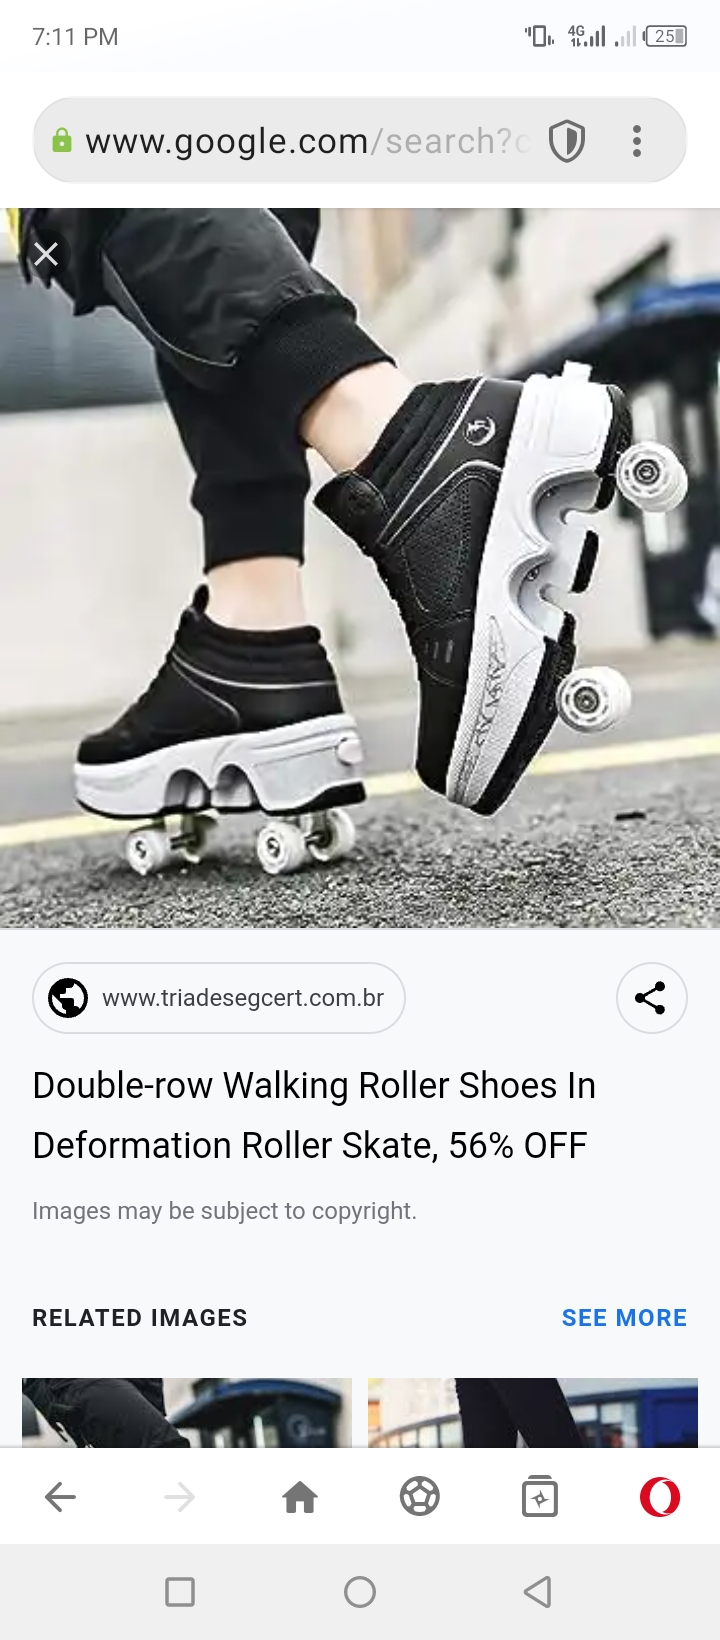 7:11 PM
4G
25
www.google.com/search?
www.triadesegcert.com.br
Double-row Walking Roller Shoes In
Deformation Roller Skate, 56% OFF
Images may be subject to copyright.
RELATED IMAGES
SEE MORE